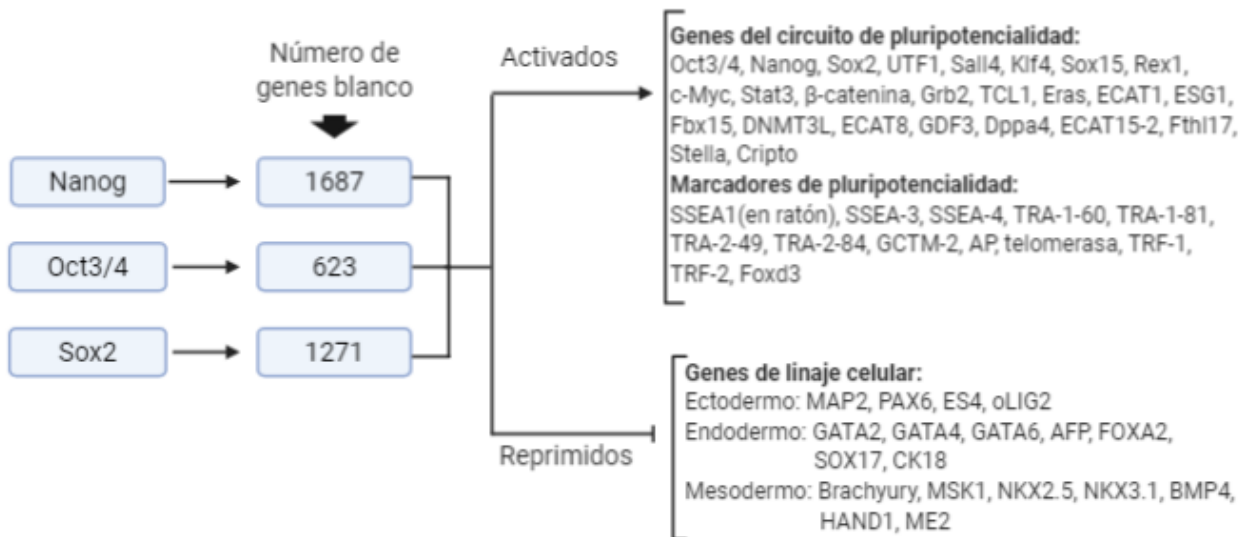 Número de
genes blanco
Nanog
1687
Oct3/4
623
Sox2
1271
Activados
Genes del circuito de pluripotencialidad:
Oct3/4, Nanog, Sox2, UTF1, Sall4, Klf4, Sox15, Rex1,
c-Myc, Stat3, β-catenina, Grb2, TCL1, Eras, ECAT1, ESG1,
Fbx15, DNMT3L, ECAT8, GDF3, Dppa4, ECAT15-2, Fthl17,
Stella, Cripto
Marcadores de pluripotencialidad:
SSEA1(en ratón), SSEA-3, SSEA-4, TRA-1-60, TRA-1-81,
TRA-2-49, TRA-2-84, GCTM-2, AP, telomerasa, TRF-1,
TRF-2, Foxd3
Reprimidos
Genes de linaje celular:
Ectodermo: MAP2, PAX6, ES4, oLIG2
Endodermo: GATA2, GATA4, GATA6, AFP, FOXA2,
SOX17, CK18
Mesodermo: Brachyury, MSK1, NKX2.5, NKX3.1, BMP4,
HAND1, ME2